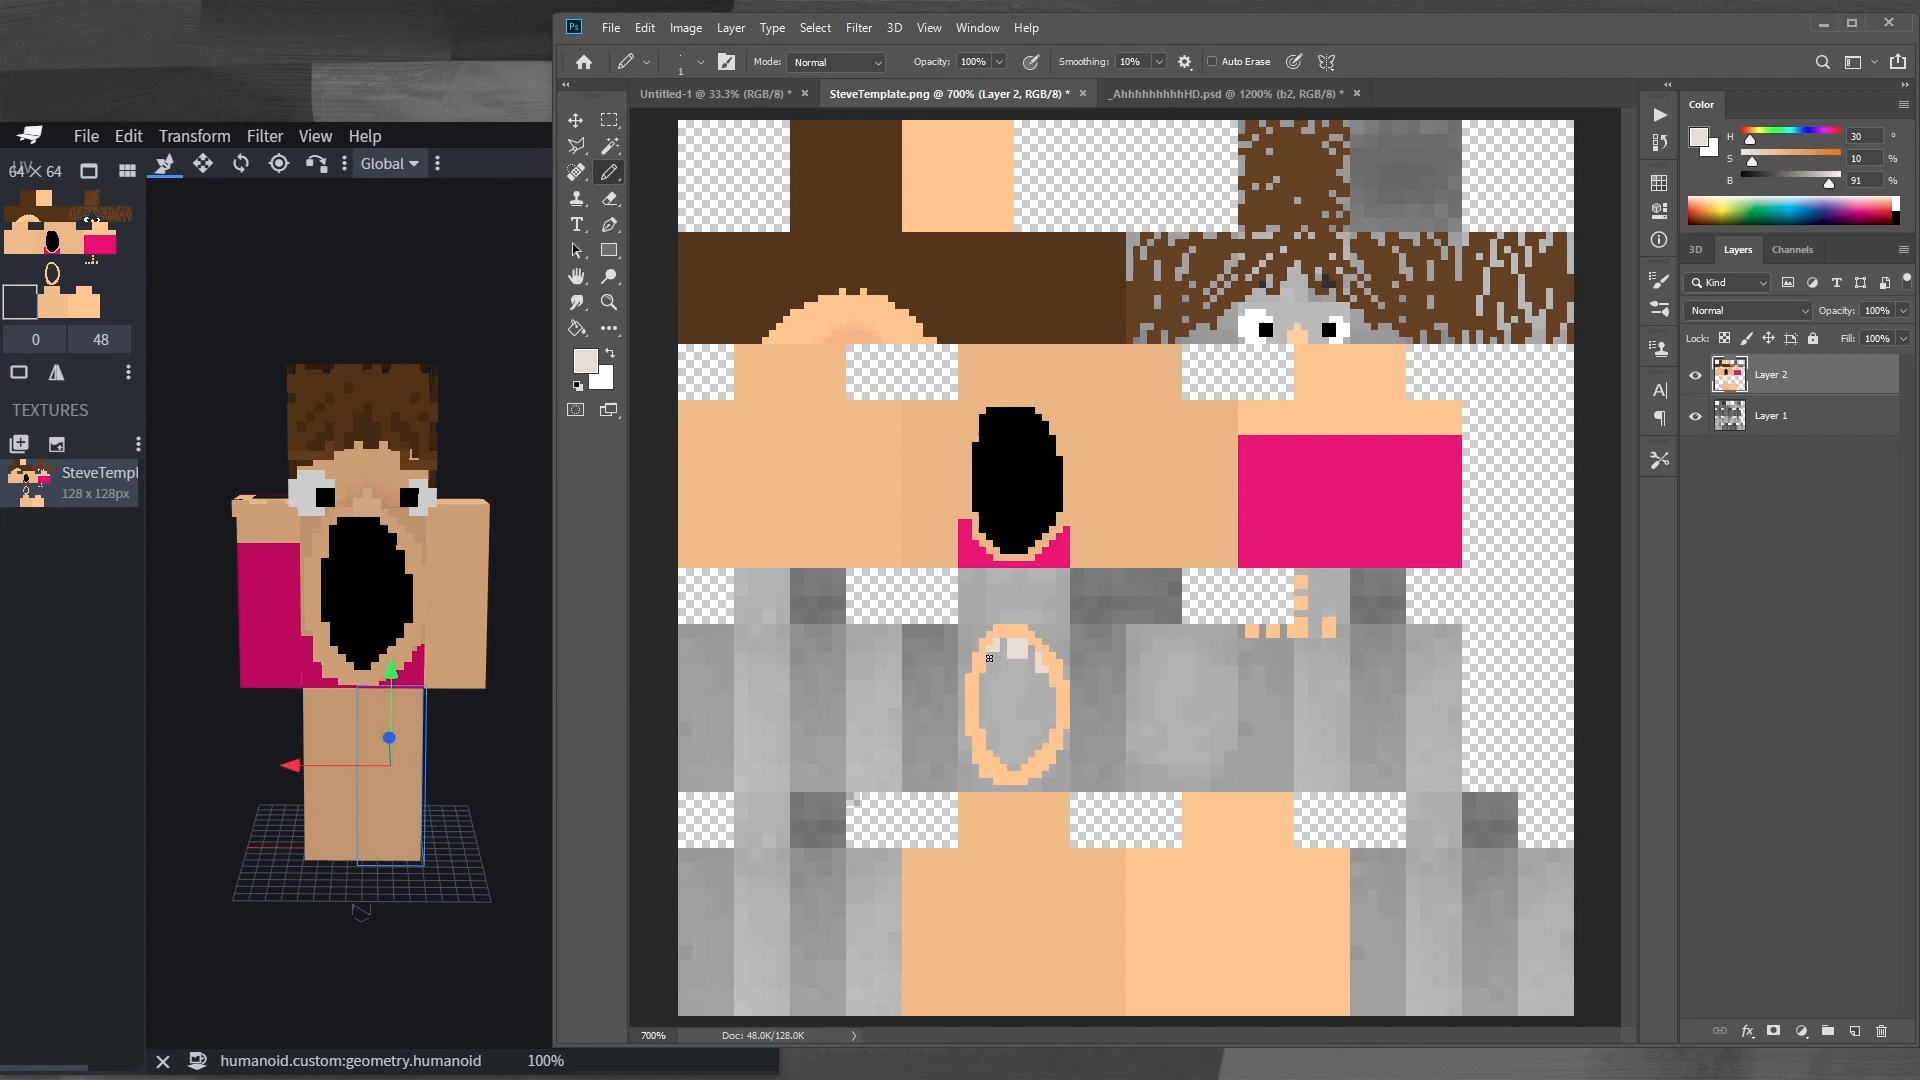 Ps File Edit Image Layer Type Select Filter 3D View Window Help
1 Mode: Normal Opacity: 100% Smoothing: 10% Auto Erase
Untitled-1 @ 33.3% (RGB/8) * SteveTemplate.png @ 700% (Layer 2, RGB/8) * _AhhhhhhhhhHD.psd @ 1200% (b2, RGB/8) *
File Edit Transform Filter View Help
64 × 64 Global
0 48
TEXTURES
SteveTempl
128 x 128px
humanoid.custom:geometry.humanoid 100%
700% Doc: 48.0K/128.0K
Color
H 30 °
S 10 %
B 91 %
3D Layers Channels
Kind
Normal Opacity: 100%
Lock: Fill: 100%
Layer 2
Layer 1
fx